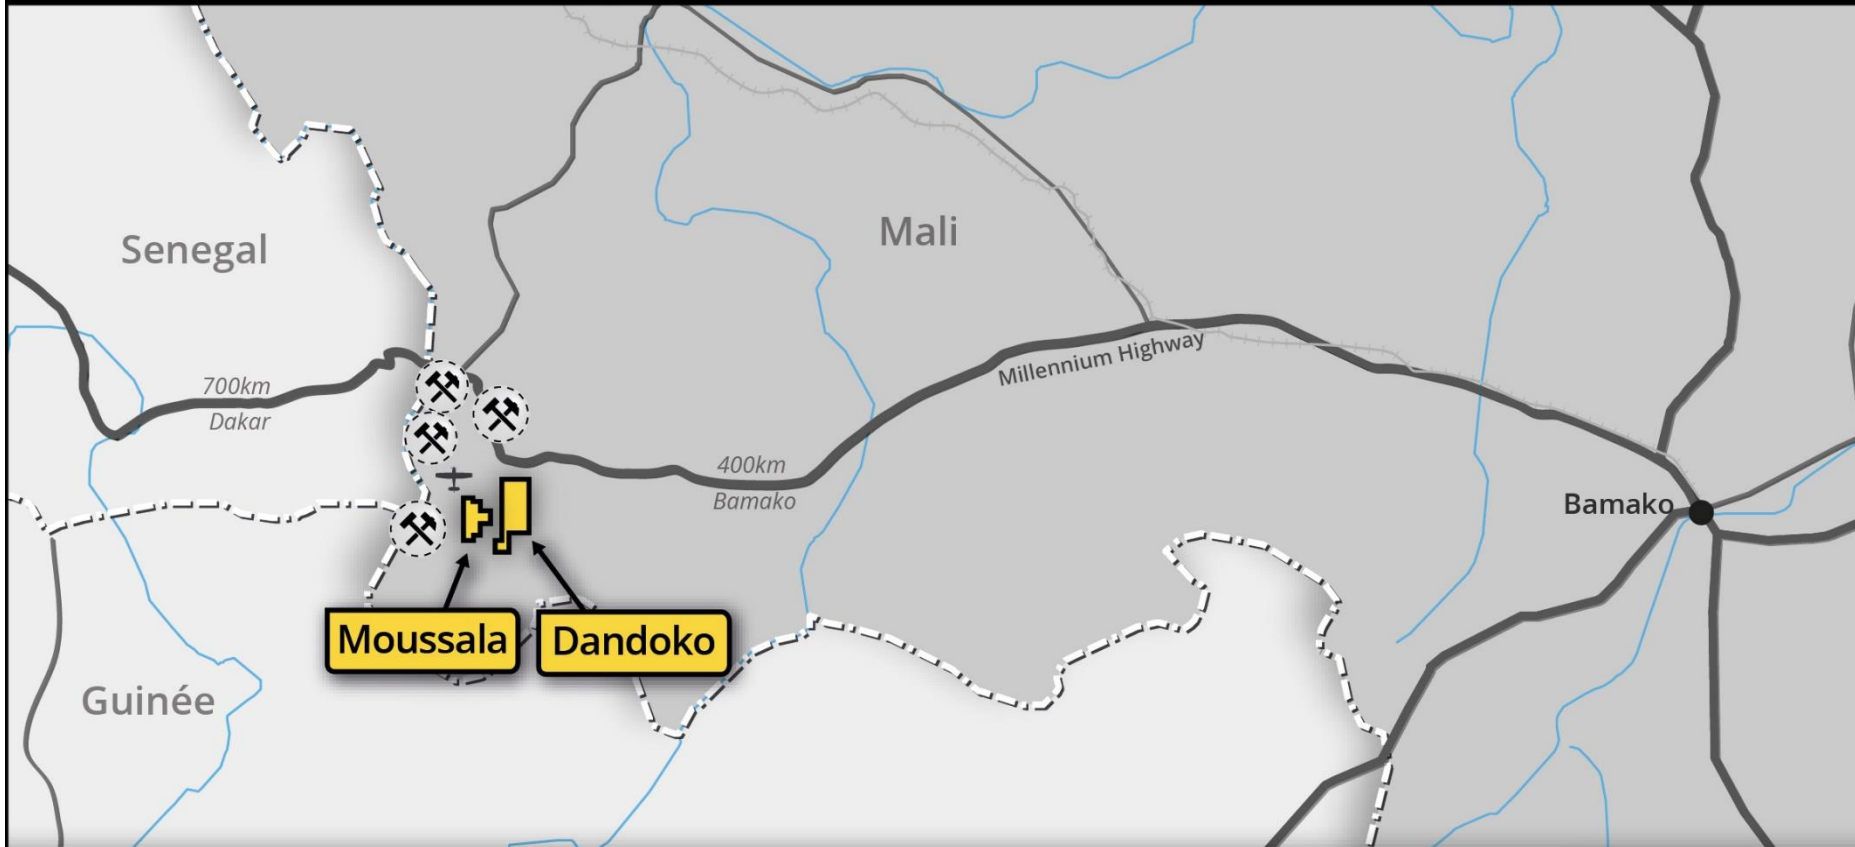 Mali
Senegal
Millennium Highway
700km
Dakar
400km
Bamako
Bamako
Moussala
Dandoko
Guinée